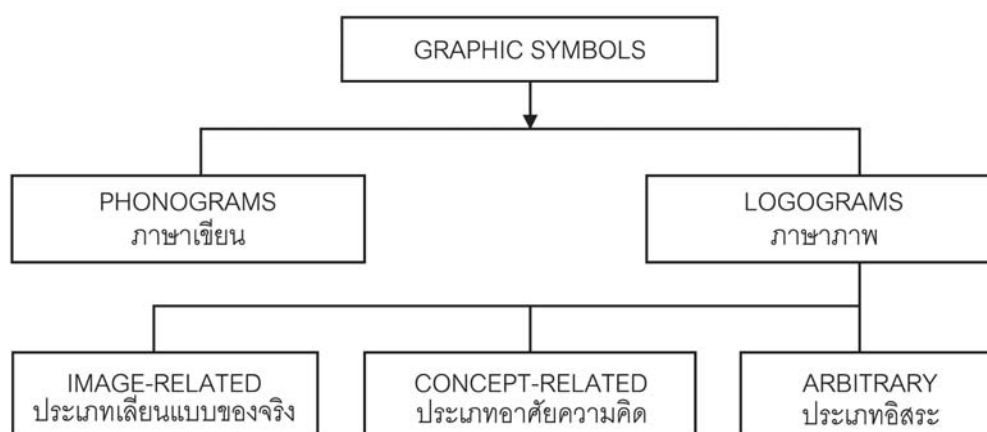 GRAPHIC SYMBOLS
PHONOGRAMS
ภาษาเขียน
LOGOGRAMS
ภาษาภาพ
IMAGE-RELATED
ประเภทเลียนแบบของจริง
CONCEPT-RELATED
ประเภทอาศัยความคิด
ARBITRARY
ประเภทอิสระ